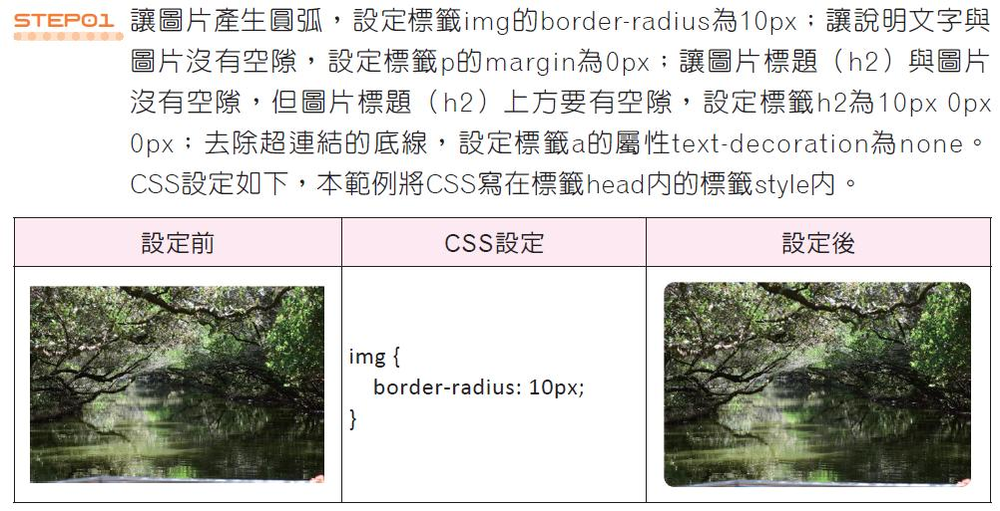 STEP01 讓圖片產生圓弧，設定標籤img的border-radius為10px；讓說明文字與
圖片沒有空隙，設定標籤p的margin為0px；讓圖片標題（h2）與圖片
沒有空隙，但圖片標題（h2）上方要有空隙，設定標籤h2為10px 0px
0px；去除超連結的底線，設定標籤a的屬性text-decoration為none。
CSS設定如下，本範例將CSS寫在標籤head內的標籤style內。
設定前 CSS設定 設定後
img {
border-radius: 10px;
}